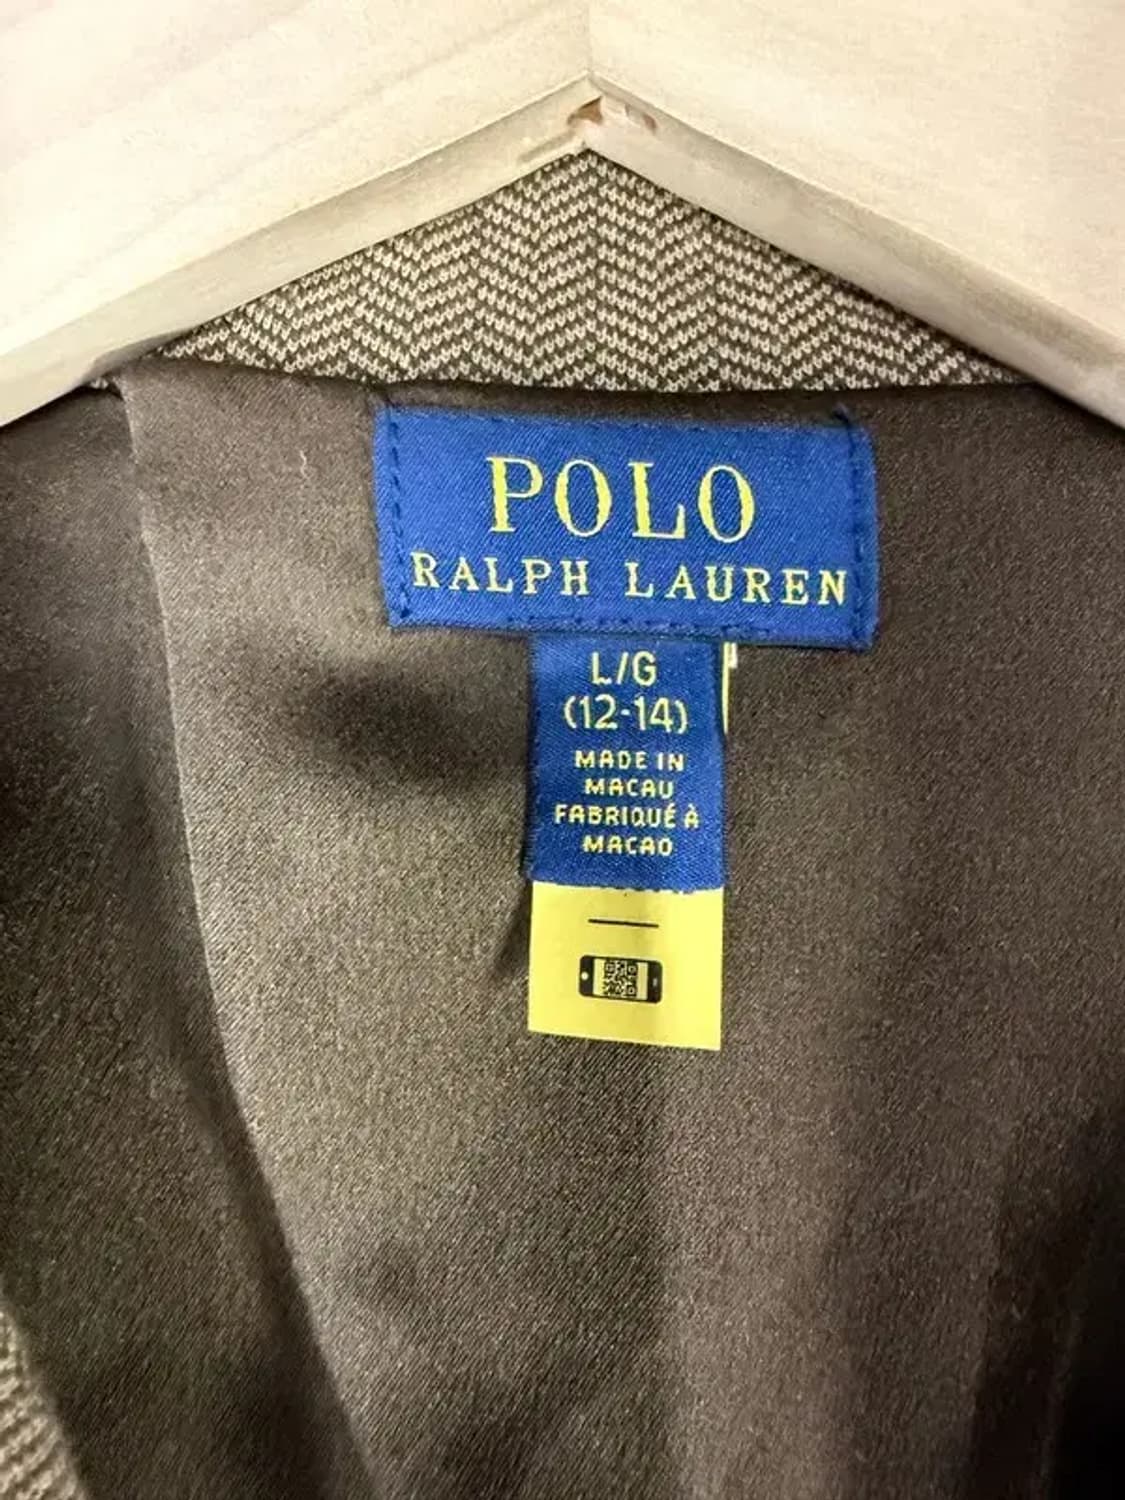 POLO
RALPH LAUREN
L/G
(12-14)
MADE IN
MACAU
FABRIQUÉ À
MACAO